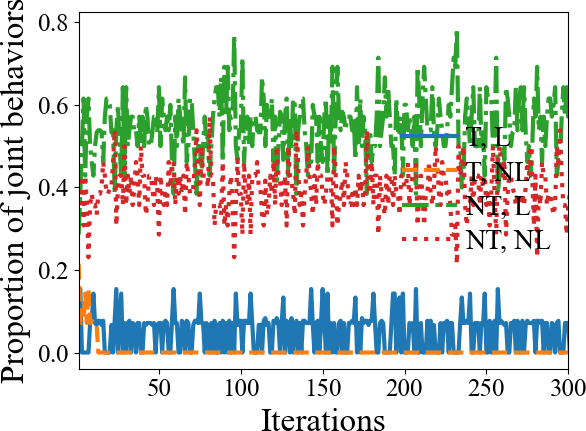 Proportion of joint behaviors
0.8
0.6
0.4
0.2
0.0
T, L
T, NL
NT, L
NT, NL
50
100
150
200
250
300
Iterations